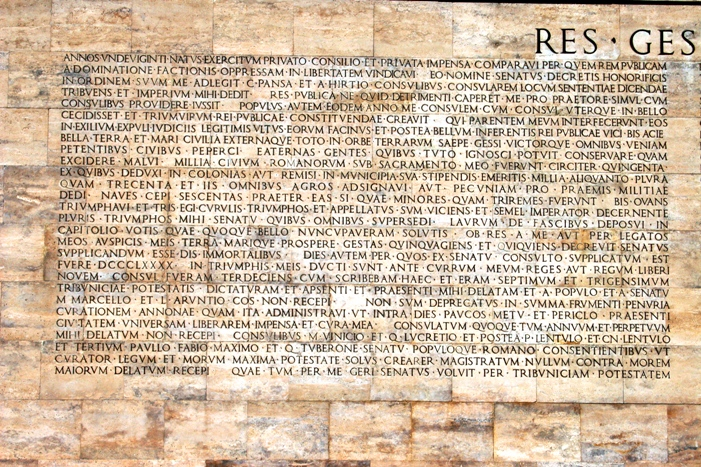 RES · GES
ANNOS VNDEVIGINTI NATVS EXERCITVM PRIVATO · CONSILIO · ET PRIVATA IMPENSA · COMPARAVI PER · QVEM REM PVBLICAM
A DOMINATIONE FACTIONIS · OPPRESSAM · IN LIBERTATEM VINDICAVI EO NOMINE SENATVS DECRETIS HONORIFICIS
IN ORDINEM SVVM ME · ADLEGIT C · PANSA · ET · A · HIRTIO · CONSVLIBVS CONSVLAREM LOCVM SENTENTIAE DICENDAE
TRIBVENS · ET · IMPERIVM · MIHI · DEDIT RES · PVBLICA · NE · QVID · DETRIMENTI CAPERET · ME · PRO PRAETORE · SIMVL · CVM
CONSVLIBVS PROVIDERE · IVSSIT POPVLVS · AVTEM · EODEM · ANNO · ME · CONSVLEM · CVM · CONSVL VTERQVE · IN BELLO
CECIDISSET · ET · TRIVMVIRVM · REI · PVBLICAE · CONSTITVENDAE · CREAVIT QVI PARENTEM · MEVM · INTERFECERVNT · EOS
IN · EXILIVM · EXPVLI · IVDICIIS LEGITIMIS VLTVS · EORVM FACINVS · ET · POSTEA · BELLVM · INFERENTIS REI PVBLICAE VICI · BIS ACIE
BELLA · TERRA · ET · MARI CIVILIA EXTERNAQVE · TOTO · IN · ORBE TERRARVM SAEPE · GESSI · VICTORQVE · OMNIBVS · VENIAM
PETENTIBVS CIVIBVS PEPERCI EXTERNAS · GENTES · QVIBVS · TVTO · IGNOSCI · POTVIT CONSERVARE · QVAM
EXCIDERE · MALVI MILLIA · CIVIVM · ROMANORVM · SVB · SACRAMENTO · MEO · FVERVNT · CIRCITER · QVINGENTA
EX · QVIBVS · DEDVXI · IN · COLONIAS · AVT · REMISI · IN · MVNICIPIA · SVA · STIPENDIS · EMERITIS · MILLIA · ALIQVANTO · PLVRA
QVAM · TRECENTA · ET · IIS · OMNIBVS · AGROS · ADSIGNAVI · AVT · PECVNIAM · PRO · PRAEMIS · MILITIAE
DEDI · NAVES · CEPI · SESCENTAS · PRAETER · EAS · SI · QVAE · MINORES · QVAM · TRIREMES · FVERVNT · BIS · OVANS
TRIVMPHAVI · ET · TRIS · EGI · CVRVLIS · TRIVMPHOS · ET · APPELLATVS · SVM · VICIENS · ET · SEMEL · IMPERATOR · DECERNENTE
PLVRIS · TRIVMPHOS · MIHI · SENATV · QVIBVS · OMNIBVS · SVPERSEDI LAVRVM · DE · FASCIBVS · DEPOSVI · IN
CAPITOLIO · VOTIS · QVAE · QVOQVE · BELLO · NVNCVPAVERAM · SOLVTIS OB · RES · A · ME · AVT · PER · LEGATOS
MEOS · AVSPICIS · MEIS · TERRA · MARIQVE · PROSPERE · GESTAS · QVINQVAGIENS · ET · QVIQVIENS · DECREVIT · SENATVS
SVPPLICANDVM · ESSE · DIS · IMMORTALIBVS DIES · AVTEM · PER · QVOS · EX · SENATV · CONSVLTO · SVPPLICATVM · EST
FVERE · DCCCLXXXX · IN · TRIVMPHIS · MEIS · DVCTI · SVNT · ANTE · CVRRVM · MEVM · REGES · AVT · REGVM · LIBERI
NOVEM · CONSVL · FVERAM · TERDECIENS · CVM · SCRIBEBAM · HAEC · ET · ERAM · SEPTIMVM · ET · TRIGENSIMVM
TRIBVNICIAE · POTESTATIS · DICTATVRAM · ET · APSENTI · ET · PRAESENTI · MIHI · DELATAM · ET · A · POPVLO · ET · A · SENATV
M · MARCELLO · ET · L · ARVNTIO · COS · NON · RECEPI NON · SVM · DEPREGATVS · IN · SVMMA · FRVMENTI · PENVRIA
CVRATIONEM · ANNONAE · QVAM · ITA · ADMINISTRAVI · VT · INTRA · DIES · PAVCOS · METV · ET · PERICLO · PRAESENTI
CIVITATEM · VNIVERSAM · LIBERAREM · IMPENSA · ET · CVRA · MEA CONSVLATVM · QVOQVE · TVM · ANNVVM · ET · PERPETVVM
MIHI · DELATVM · NON · RECEPI CONSVLIBVS · M · VINICIO · ET · Q · LVCRETIO · ET · POSTEA · P · LENTVLO · ET · CN · LENTVLO
ET · TERTIVM · PAVLLO · FABIO · MAXIMO · ET · Q · TVBERONE · SENATV · POPVLOQVE · ROMANO · CONSENTIENTIBVS · VT
CVRATOR · LEGVM · ET · MORVM · MAXIMA · POTESTATE · SOLVS · CREARER · MAGISTRATVM · NVLLVM · CONTRA · MOREM
MAIORVM · DELATVM · RECEPI QVAE · TVM · PER · ME · GERI · SENATVS · VOLVIT · PER · TRIBVNICIAM · POTESTATEM